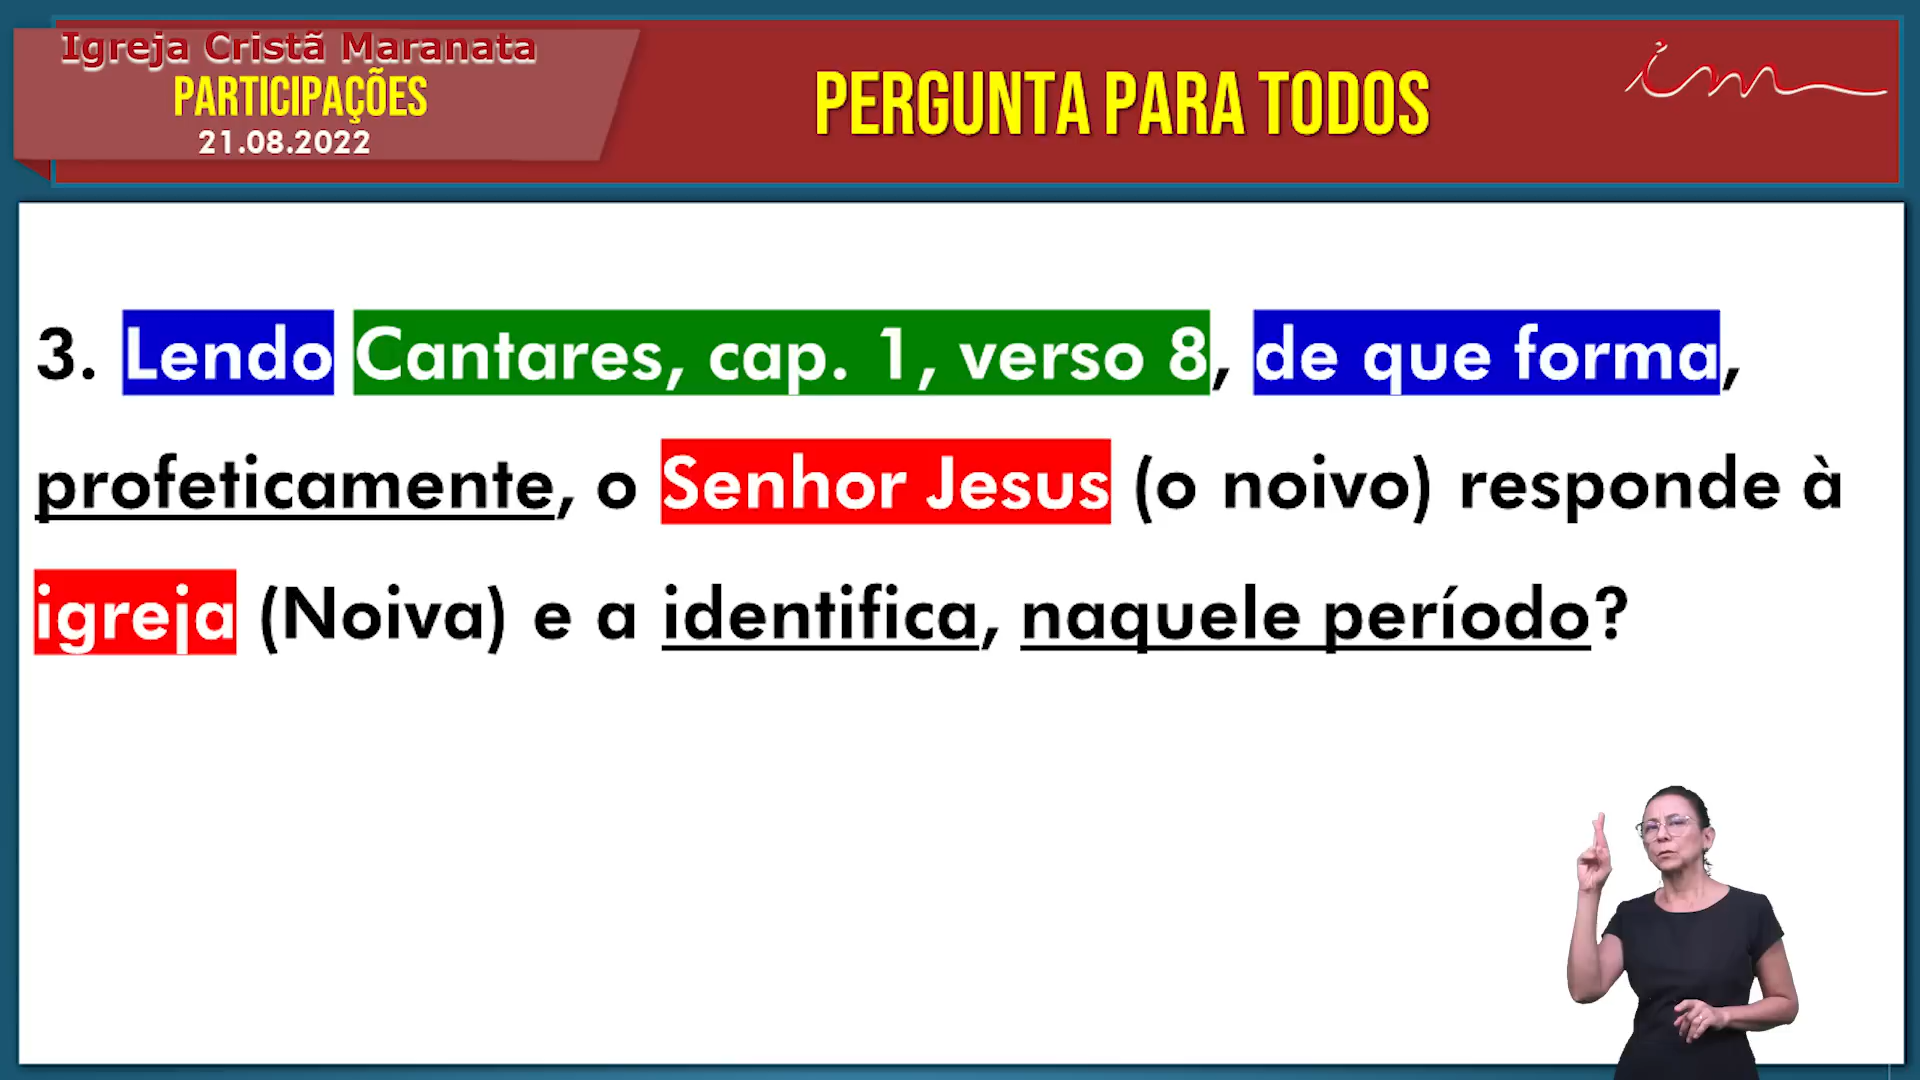 Igreja Cristã Maranata
PARTICIPAÇÕES
21.08.2022
PERGUNTA PARA TODOS
im
3. Lendo Cantares, cap. 1, verso 8, de que forma,
profeticamente, o Senhor Jesus (o noivo) responde à
igreja (Noiva) e a identifica, naquele período?